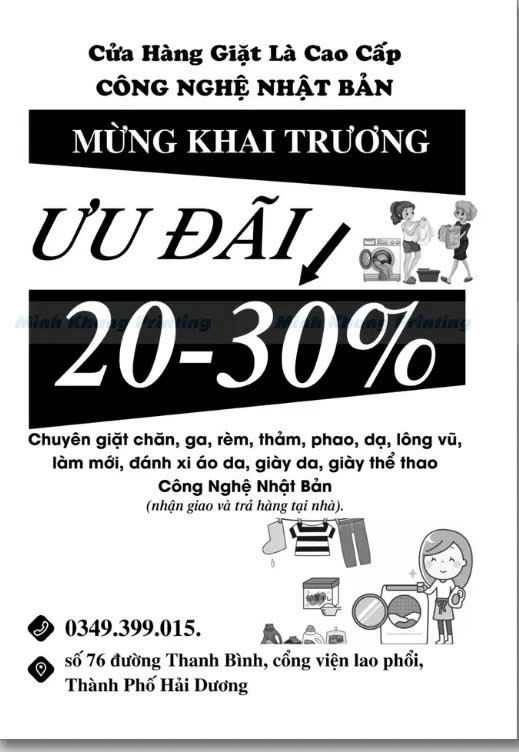 Cửa Hàng Giặt Là Cao Cấp
CÔNG NGHỆ NHẬT BẢN
MỪNG KHAI TRƯƠNG
ƯU ĐÃI
Minh Khang Printing Minh Khang Printing
20-30%
Chuyên giặt chăn, ga, rèm, thảm, phao, dạ, lông vũ,
làm mới, đánh xi áo da, giày da, giày thể thao
Công Nghệ Nhật Bản
(nhận giao và trả hàng tại nhà).
0349.399.015.
số 76 đường Thanh Bình, cổng viện lao phổi,
Thành Phố Hải Dương